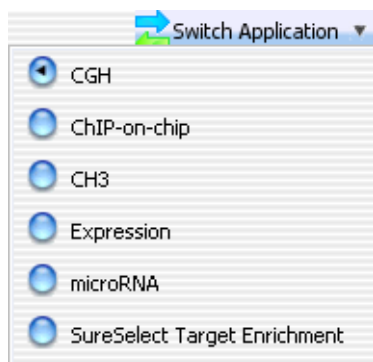 Switch Application
CGH
ChIP-on-chip
CH3
Expression
microRNA
SureSelect Target Enrichment